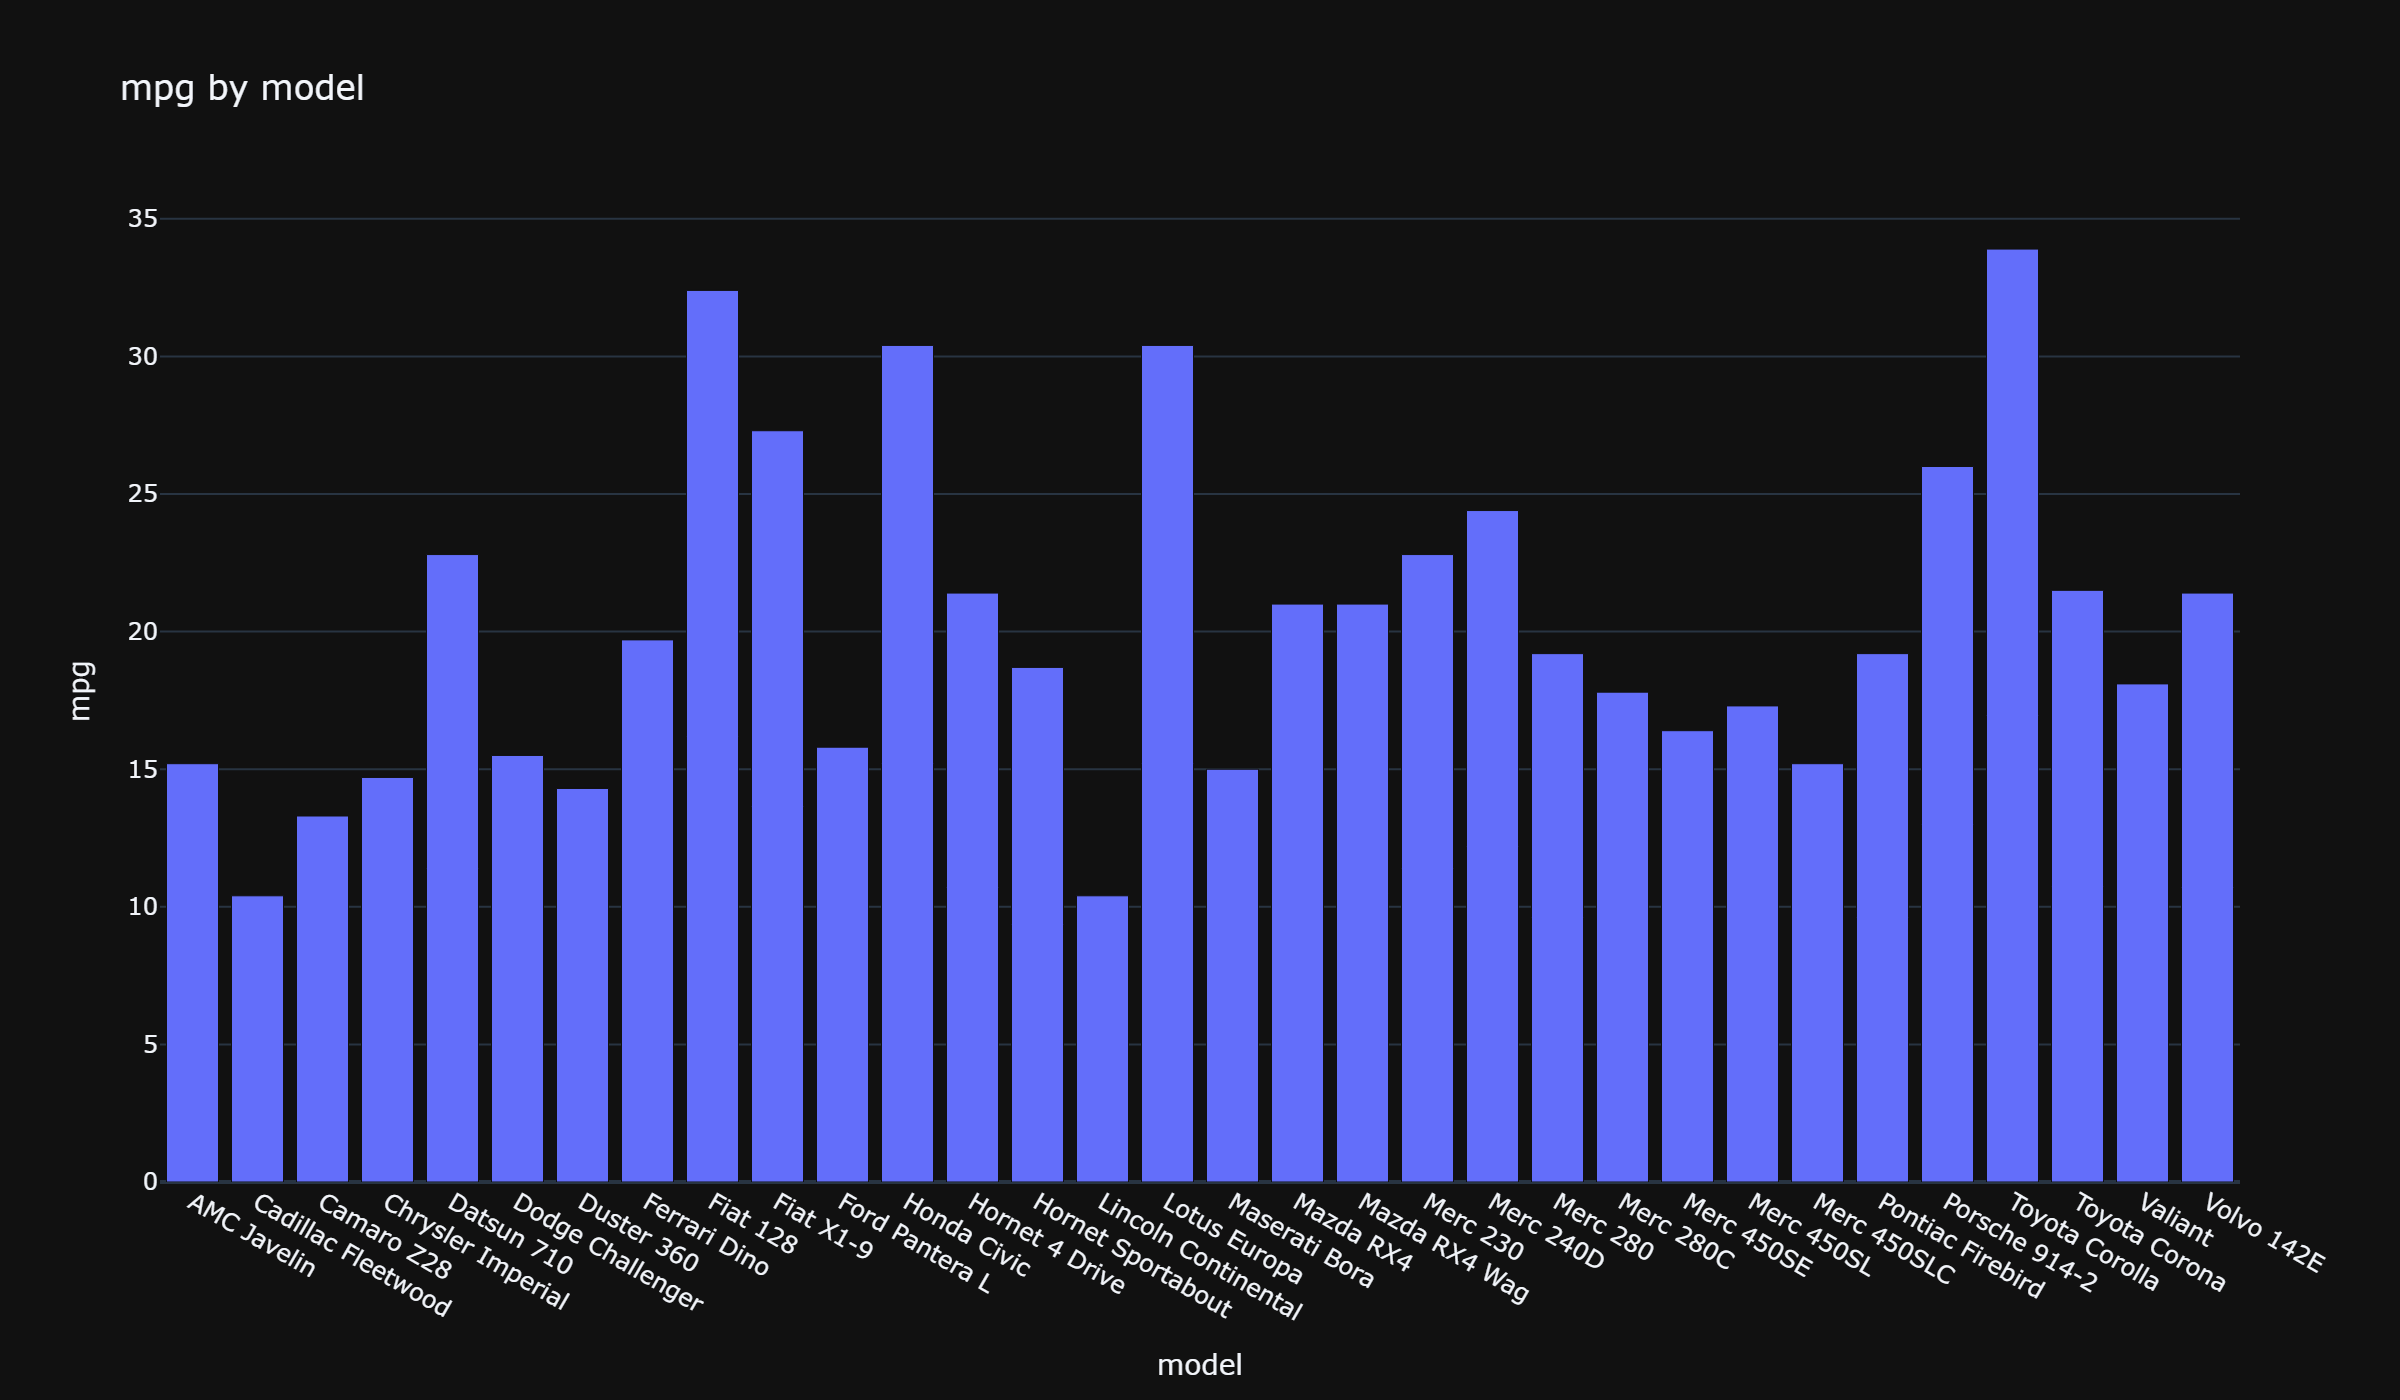 mpg by model
35
30
25
20
15
10
5
0
mpg
AMC Javelin
Cadillac Fleetwood
Camaro Z28
Chrysler Imperial
Datsun 710
Dodge Challenger
Duster 360
Ferrari Dino
Fiat 128
Fiat X1-9
Ford Pantera L
Honda Civic
Hornet 4 Drive
Hornet Sportabout
Lincoln Continental
Lotus Europa
Maserati Bora
Mazda RX4
Mazda RX4 Wag
Merc 230
Merc 240D
Merc 280
Merc 280C
Merc 450SE
Merc 450SL
Merc 450SLC
Pontiac Firebird
Porsche 914-2
Toyota Corolla
Toyota Corona
Valiant
Volvo 142E
model